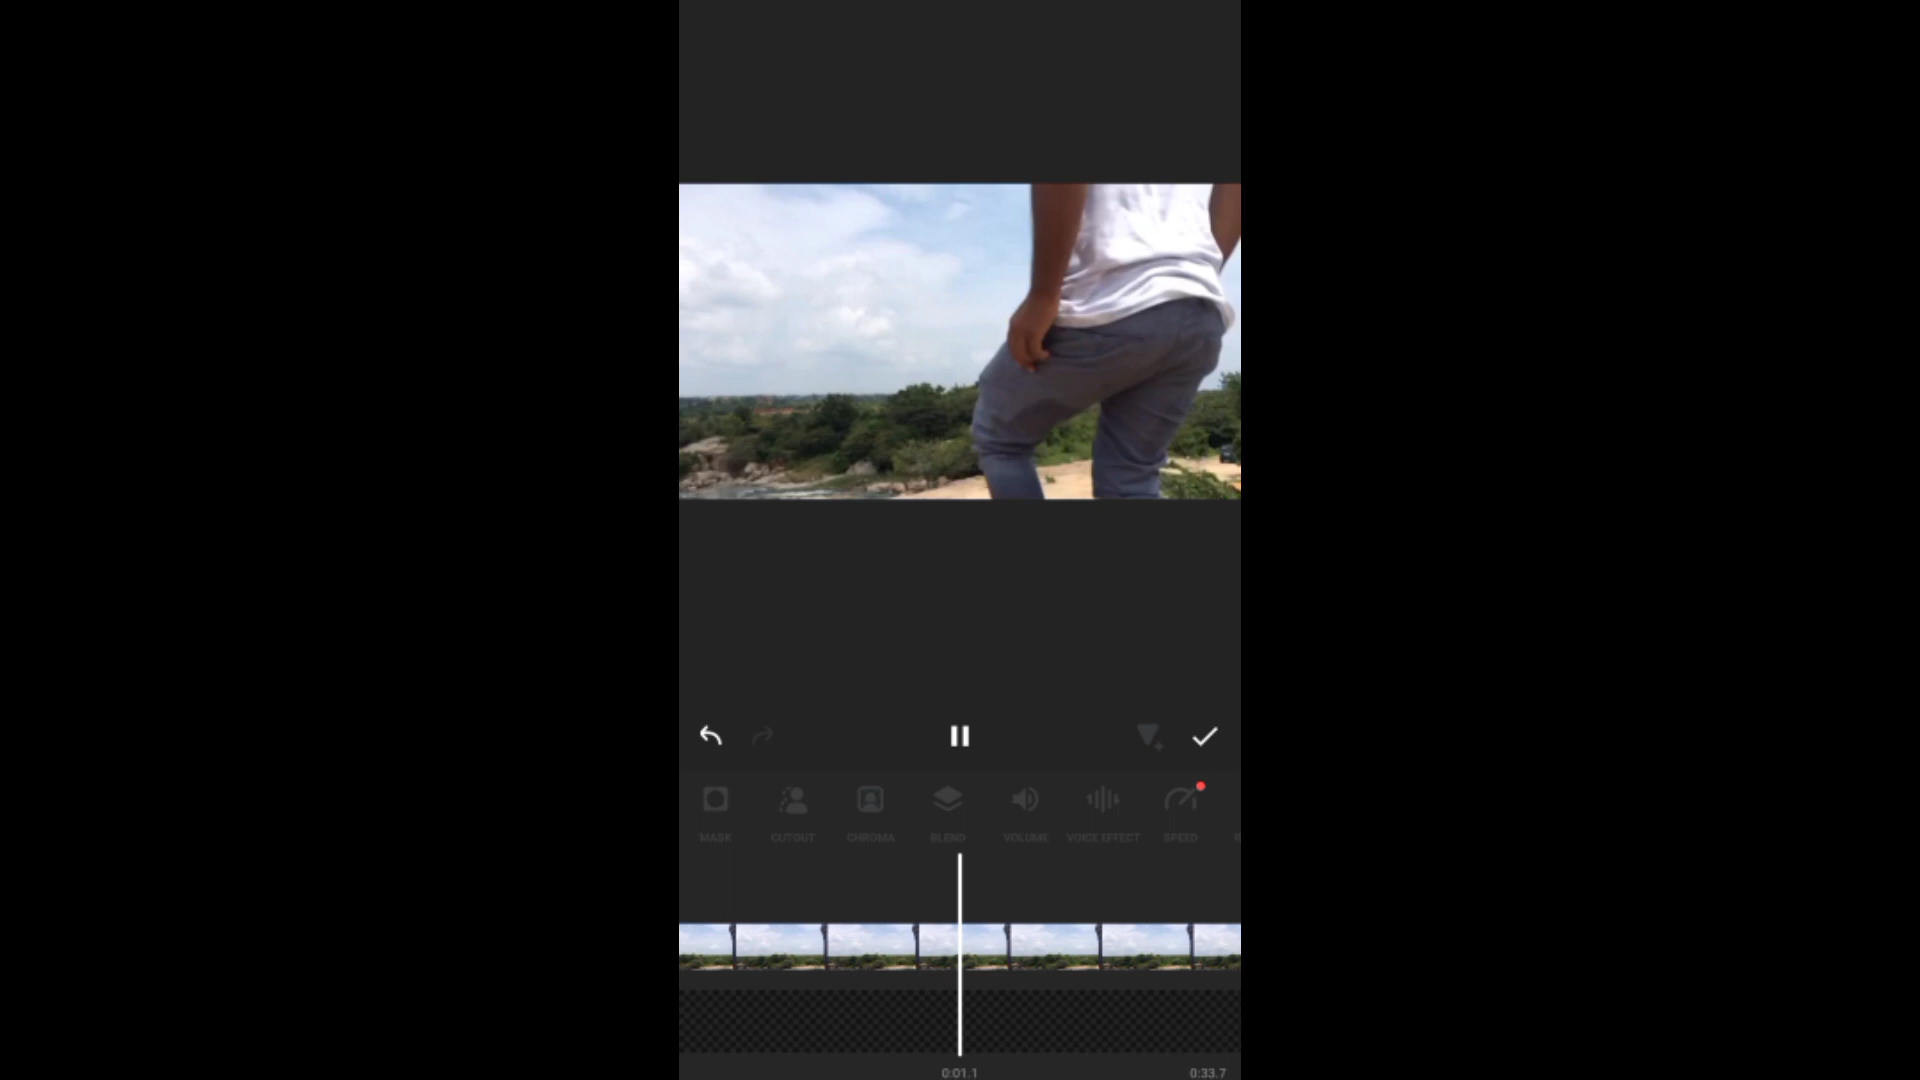 MASK CUTOUT CHROMA BLEND VOLUME VOICE EFFECT SPEED
0:01.1 0:33.7